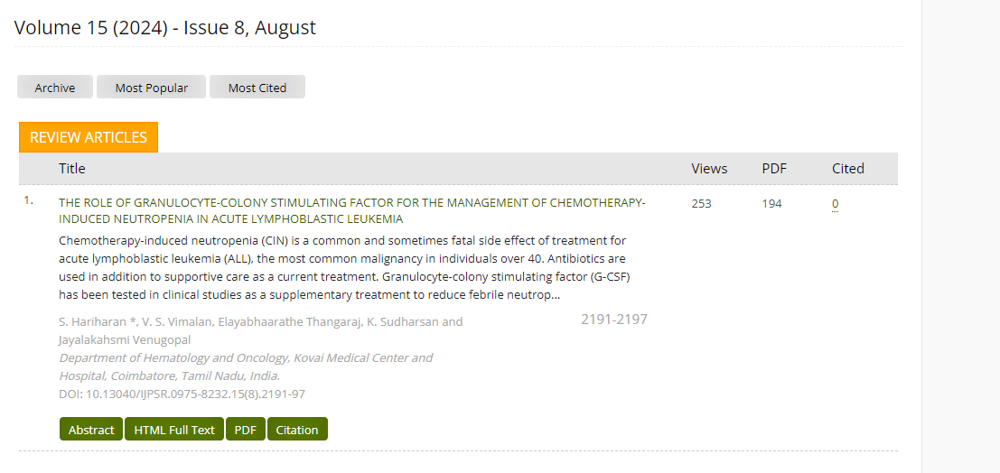 Volume 15 (2024) - Issue 8, August
Archive Most Popular Most Cited
REVIEW ARTICLES
Title Views PDF Cited
1. THE ROLE OF GRANULOCYTE-COLONY STIMULATING FACTOR FOR THE MANAGEMENT OF CHEMOTHERAPY- 253 194 0
INDUCED NEUTROPENIA IN ACUTE LYMPHOBLASTIC LEUKEMIA
Chemotherapy-induced neutropenia (CIN) is a common and sometimes fatal side effect of treatment for
acute lymphoblastic leukemia (ALL), the most common malignancy in individuals over 40. Antibiotics are
used in addition to supportive care as a current treatment. Granulocyte-colony stimulating factor (G-CSF)
has been tested in clinical studies as a supplementary treatment to reduce febrile neutrop...
S. Hariharan *, V. S. Vimalan, Elayabhaarathe Thangaraj, K. Sudharsan and 2191-2197
Jayalakahsmi Venugopal
Department of Hematology and Oncology, Kovai Medical Center and
Hospital, Coimbatore, Tamil Nadu, India.
DOI: 10.13040/IJPSR.0975-8232.15(8).2191-97
Abstract HTML Full Text PDF Citation